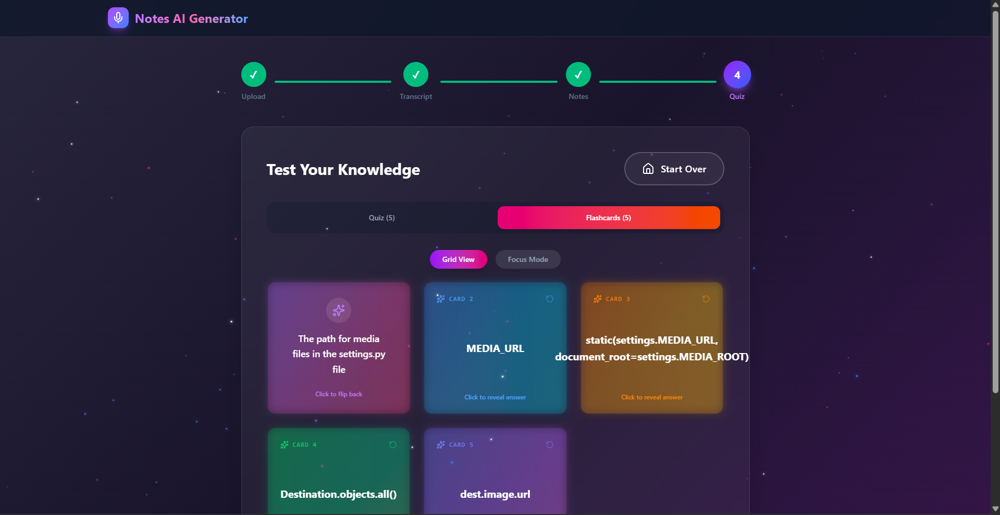 Notes AI Generator
✓
✓
✓
4
Upload
Transcript
Notes
Quiz
Test Your Knowledge
Start Over
Quiz (5)
Flashcards (5)
Grid View
Focus Mode
The path for media
files in the settings.py
file
Click to flip back
CARD 2
MEDIA_URL
Click to reveal answer
CARD 3
static(settings.MEDIA_URL,
document_root=settings.MEDIA_ROOT)
Click to reveal answer
CARD 4
Destination.objects.all()
CARD 5
dest.image.url